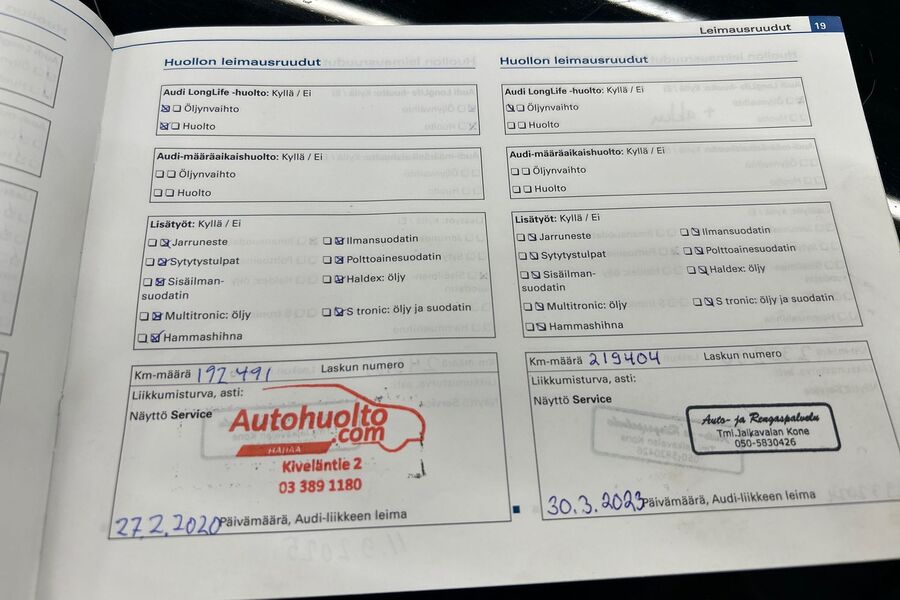 Leimausruudut 19
Huollon leimausruudut
Audi LongLife -huolto: Kyllä / Ei
Öljynvaihto
Huolto
Audi-määräaikaishuolto: Kyllä / Ei
Öljynvaihto
Huolto
Lisätyöt: Kyllä / Ei
Jarruneste
Ilmansuodatin
Sytytystulpat
Polttoainesuodatin
Sisäilman-
suodatin
Haldex: öljy
Multitronic: öljy
S tronic: öljy ja suodatin
Hammashihna
Km-määrä 192 491 Laskun numero
Liikkumisturva, asti:
Näyttö Service
Autohuolto
.com
Kiveläntie 2
03 389 1180
27.2.2020 Päivämäärä, Audi-liikkeen leima
Huollon leimausruudut
Audi LongLife -huolto: Kyllä / Ei
Öljynvaihto
Huolto
Audi-määräaikaishuolto: Kyllä / Ei
Öljynvaihto
Huolto
Lisätyöt: Kyllä / Ei
Jarruneste
Ilmansuodatin
Sytytystulpat
Polttoainesuodatin
Sisäilman-
suodatin
Haldex: öljy
Multitronic: öljy
S tronic: öljy ja suodatin
Hammashihna
Km-määrä 219404 Laskun numero
Liikkumisturva, asti:
Näyttö Service
Auto- ja Rengaspalvelu
Tmi.Jalkavalan Kone
050-5830426
30.3.2023 Päivämäärä, Audi-liikkeen leima